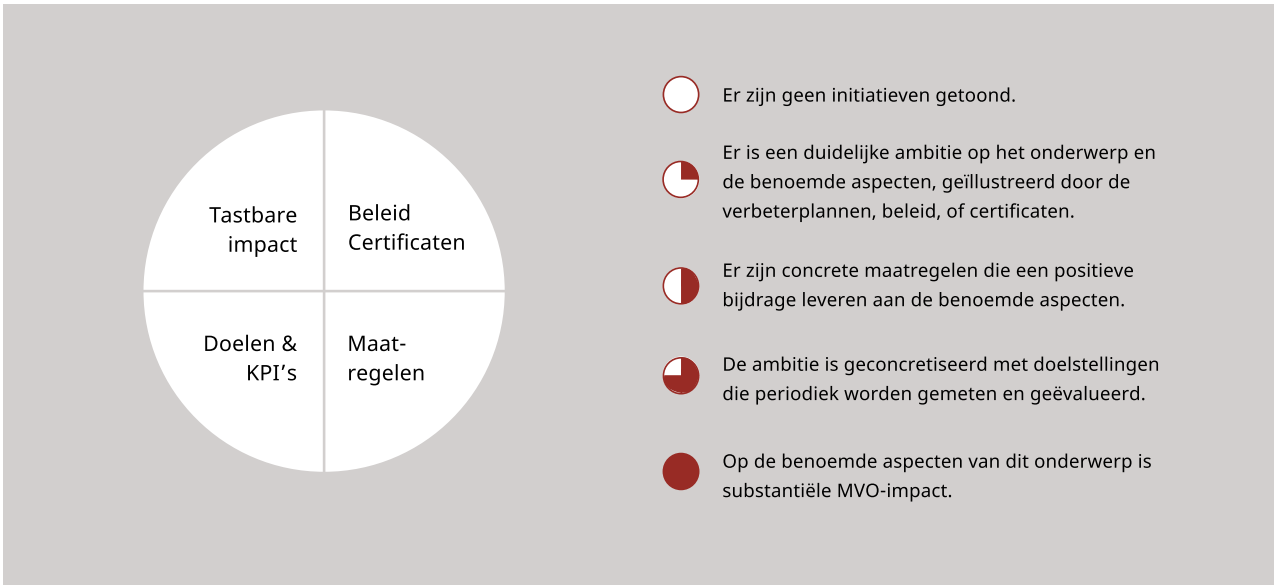 Tastbare
impact
Beleid
Certificaten
Doelen &
KPI’s
Maat-
regelen
Er zijn geen initiatieven getoond.
Er is een duidelijke ambitie op het onderwerp en
de benoemde aspecten, geïllustreerd door de
verbeterplannen, beleid, of certificaten.
Er zijn concrete maatregelen die een positieve
bijdrage leveren aan de benoemde aspecten.
De ambitie is geconcretiseerd met doelstellingen
die periodiek worden gemeten en geëvalueerd.
Op de benoemde aspecten van dit onderwerp is
substantiële MVO-impact.